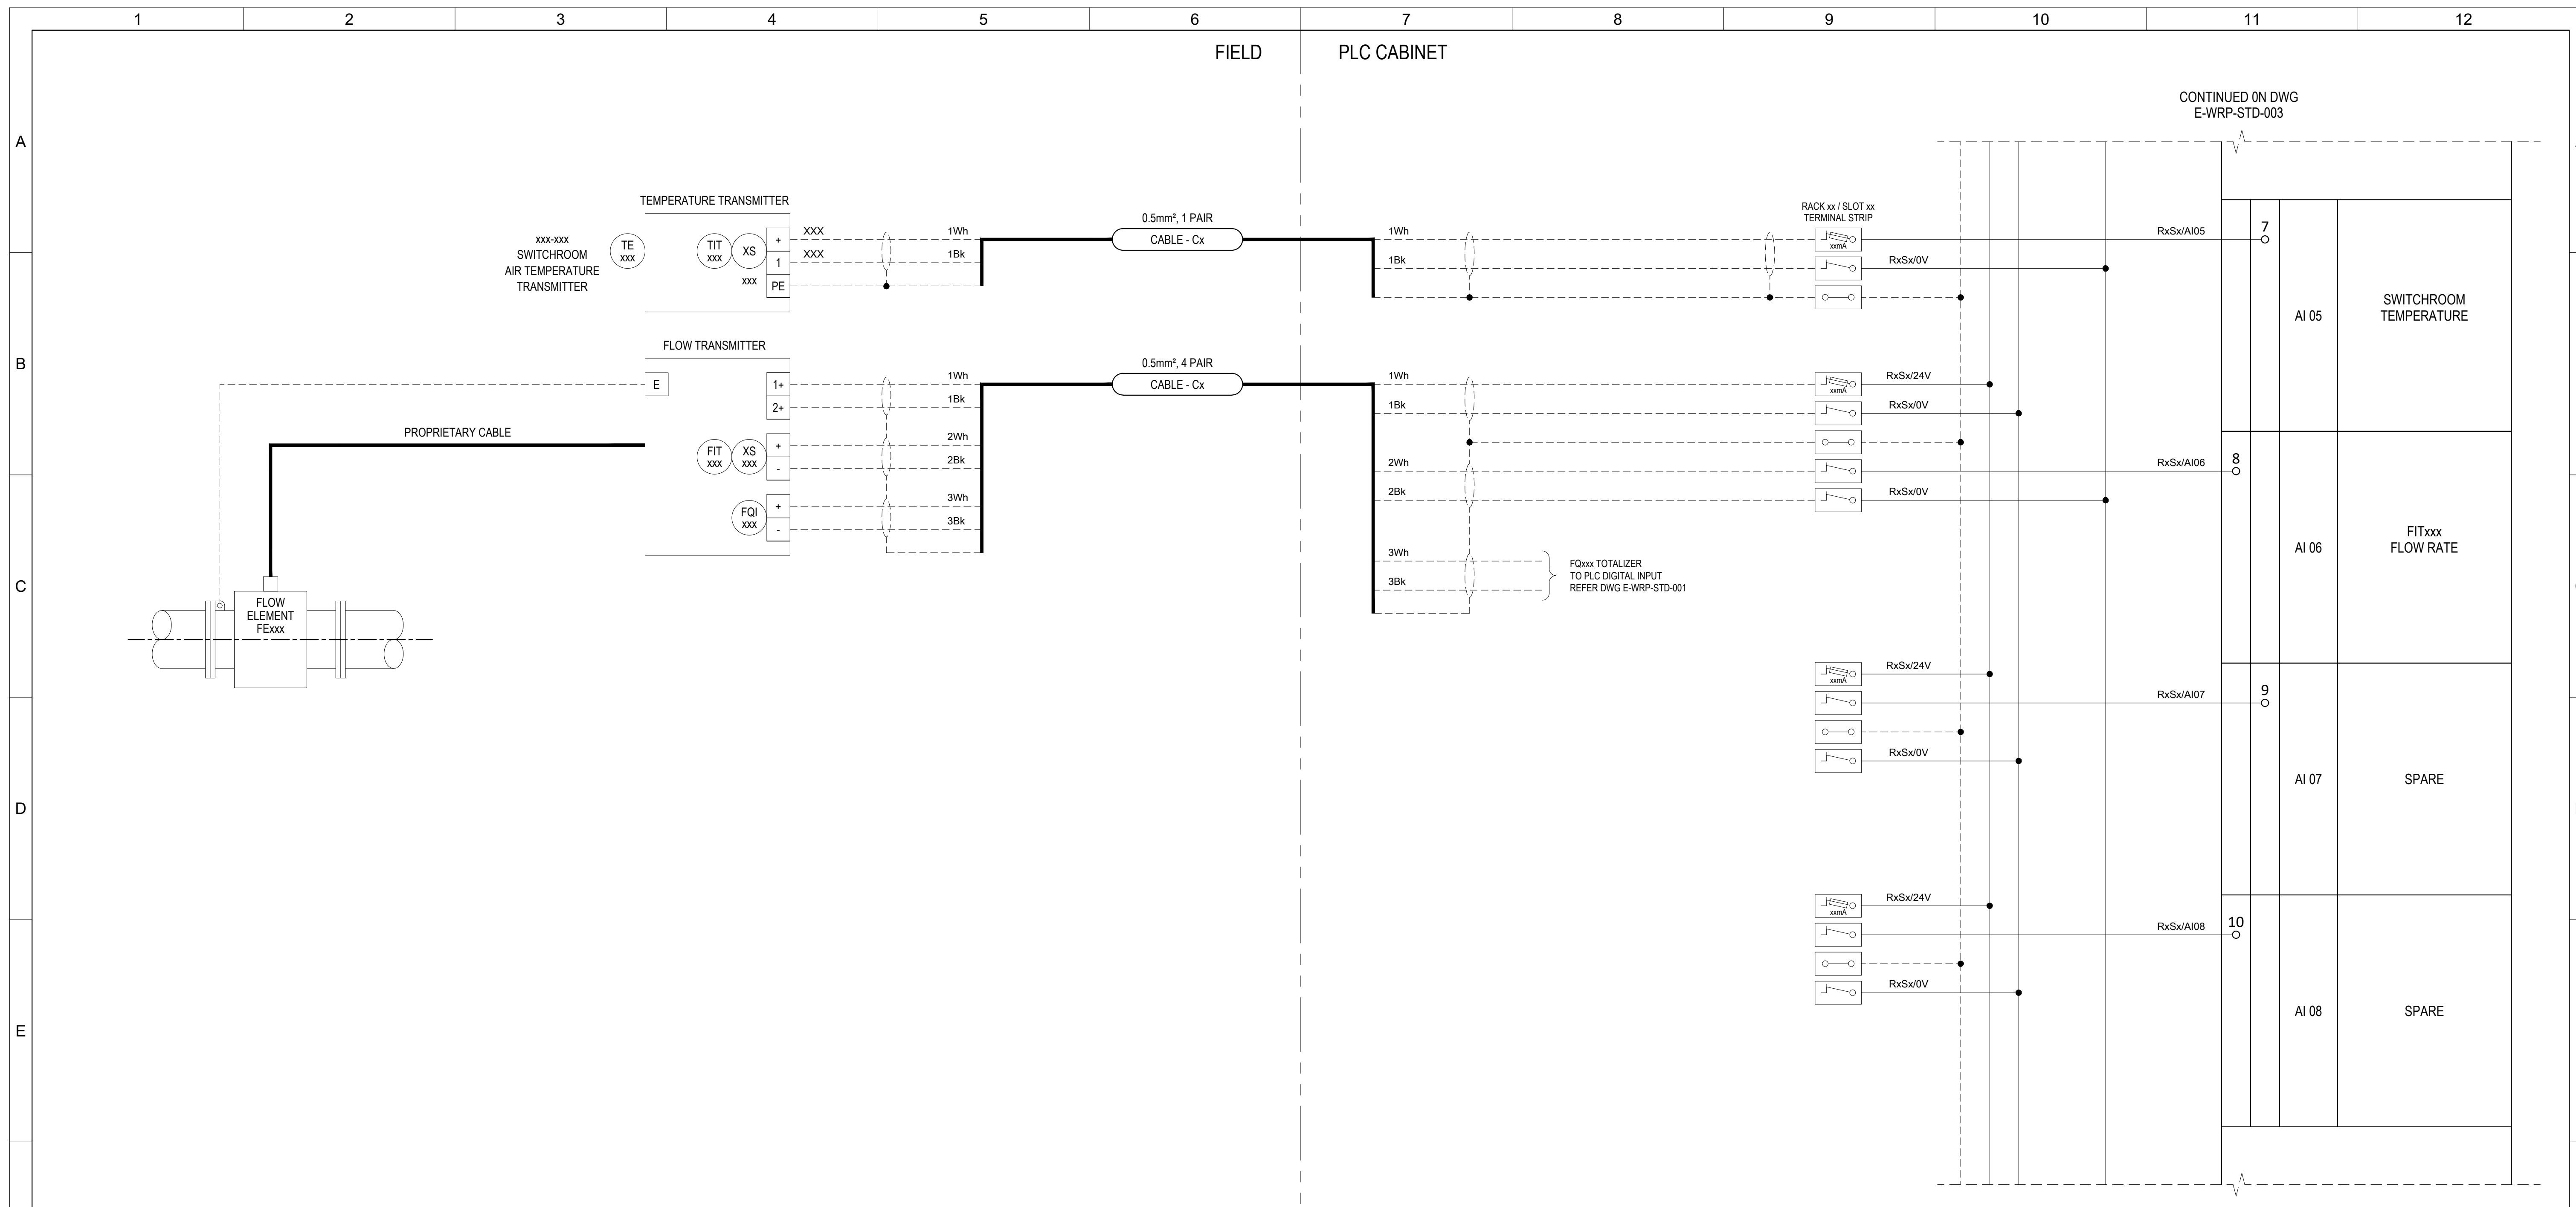 1 2 3 4 5 6 7 8 9 10 11 12
FIELD PLC CABINET
CONTINUED 0N DWG
E-WRP-STD-003
A
TEMPERATURE TRANSMITTER
xxx-xxx
SWITCHROOM
AIR TEMPERATURE
TRANSMITTER
TE
xxx
TIT
xxx
XS
xxx
+
1
PE
XXX
XXX
1Wh
1Bk
0.5mm², 1 PAIR
CABLE - Cx
1Wh
1Bk
RACK xx / SLOT xx
TERMINAL STRIP
xxmA
RxSx/0V
RxSx/AI05
7
AI 05
SWITCHROOM
TEMPERATURE
B
FLOW TRANSMITTER
E
1+
2+
FIT
xxx
XS
xxx
+
-
FQI
xxx
+
-
1Wh
1Bk
2Wh
2Bk
3Wh
3Bk
0.5mm², 4 PAIR
CABLE - Cx
1Wh
1Bk
2Wh
2Bk
3Wh
3Bk
xxmA
RxSx/24V
RxSx/0V
RxSx/0V
RxSx/AI06
8
AI 06
FITxxx
FLOW RATE
PROPRIETARY CABLE
C
FLOW
ELEMENT
FExxx
FQxxx TOTALIZER
TO PLC DIGITAL INPUT
REFER DWG E-WRP-STD-001
xxmA
RxSx/24V
RxSx/AI07
9
RxSx/0V
AI 07
SPARE
D
xxmA
RxSx/24V
RxSx/AI08
10
RxSx/0V
AI 08
SPARE
E